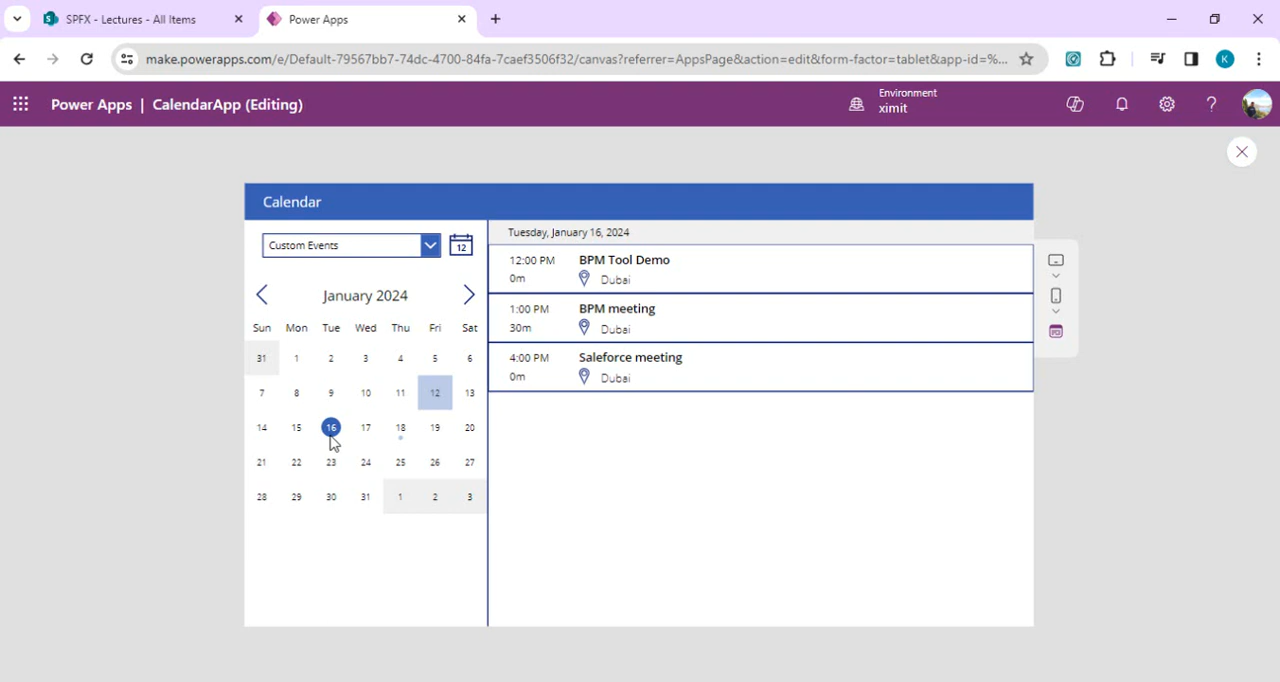 SPFX - Lectures - All Items
Power Apps
make.powerapps.com/e/Default-79567bb7-74dc-4700-84fa-7caef3506f32/canvas?referrer=AppsPage&action=edit&form-factor=tablet&app-id=%...
K
Power Apps | CalendarApp (Editing)
Environment
ximit
Calendar
Custom Events
12
January 2024
Sun Mon Tue Wed Thu Fri Sat
31 1 2 3 4 5 6
7 8 9 10 11 12 13
14 15 16 17 18 19 20
21 22 23 24 25 26 27
28 29 30 31 1 2 3
Tuesday, January 16, 2024
12:00 PM BPM Tool Demo
0m Dubai
1:00 PM BPM meeting
30m Dubai
4:00 PM Saleforce meeting
0m Dubai